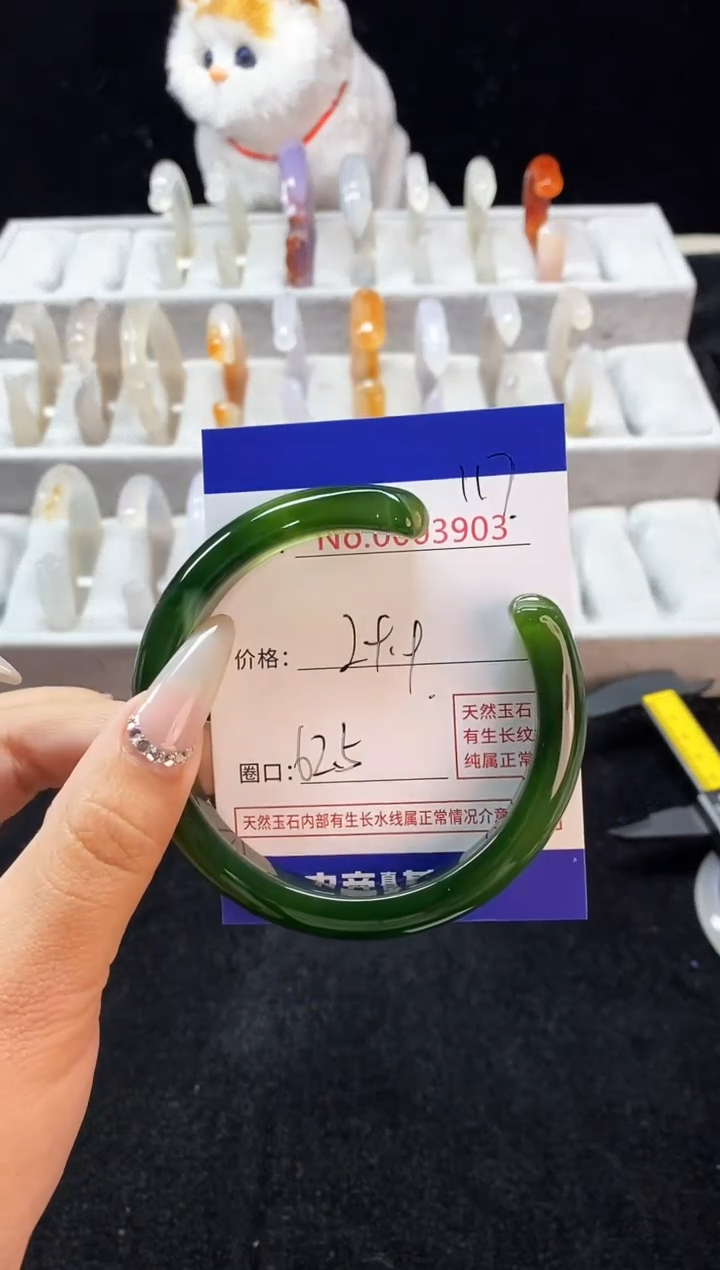 117
No.0003903
价格：
圈口：62.5
天然玉石
有生长纹
纯属正常
天然玉石内部有生长水线属正常情况介意